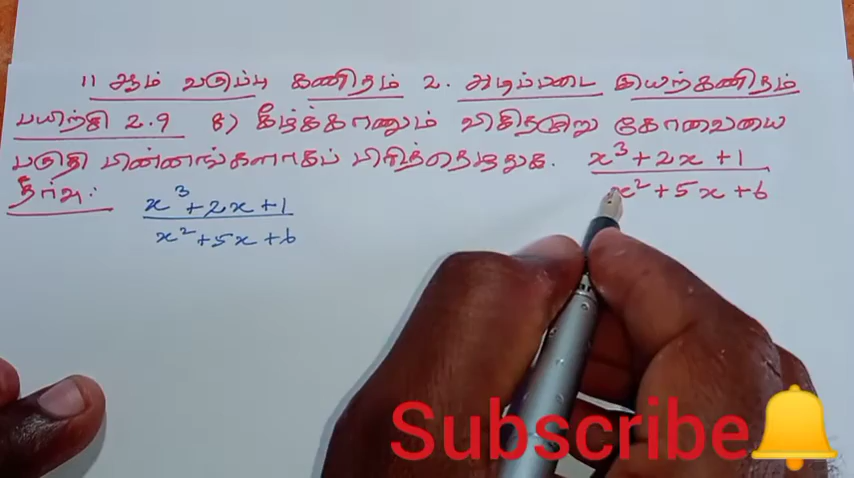 11 ஆம் வகுப்பு கணிதம் 2. அடிப்படை இயற்கணிதம்
பயிற்சி 2.9 8) கீழ்க்காணும் விகிதமுறு கோவையை
பகுதி பின்னங்களாகப் பிரித்தெழுதுக. x³+2x+1
x²+5x+6
தீர்வு:
x³+2x+1
x²+5x+6
Subscribe